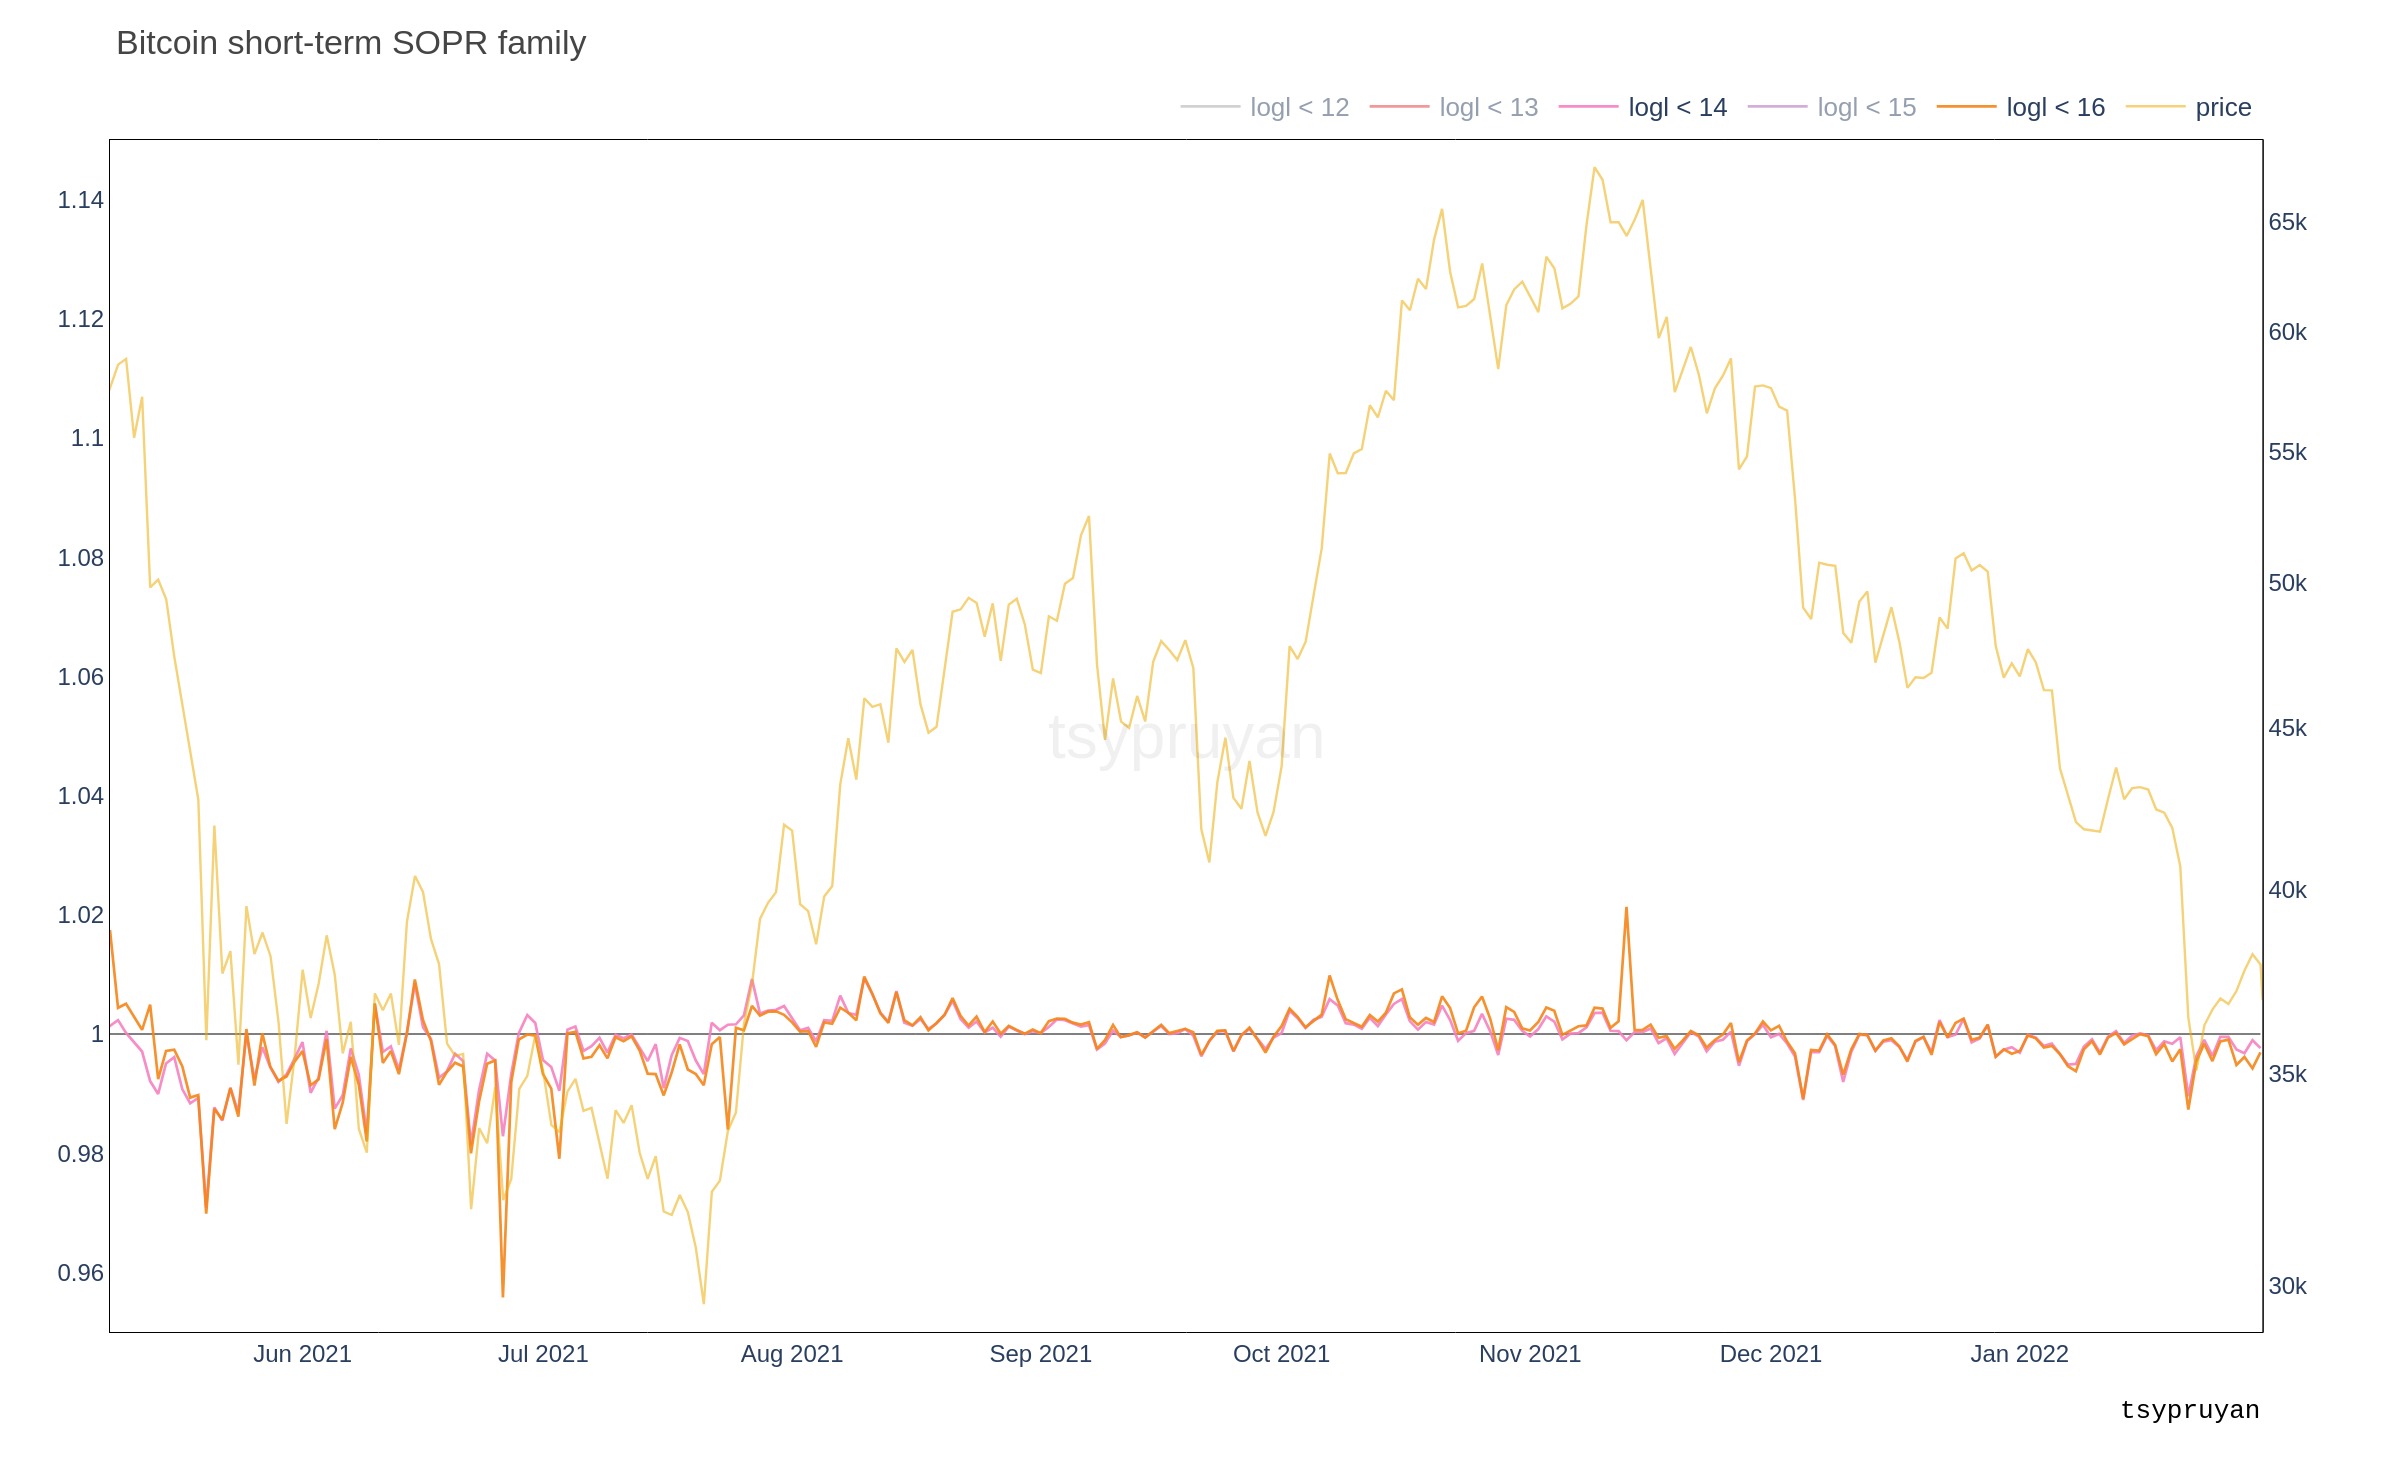 Bitcoin short-term SOPR family
logl < 12 logl < 13 logl < 14 logl < 15 logl < 16 price
1.14
65k
1.12
60k
1.1
55k
1.08
50k
1.06
45k
tsypruyan
1.04
40k
1.02
1
35k
0.98
0.96
30k
Jun 2021 Jul 2021 Aug 2021 Sep 2021 Oct 2021 Nov 2021 Dec 2021 Jan 2022
tsypruyan